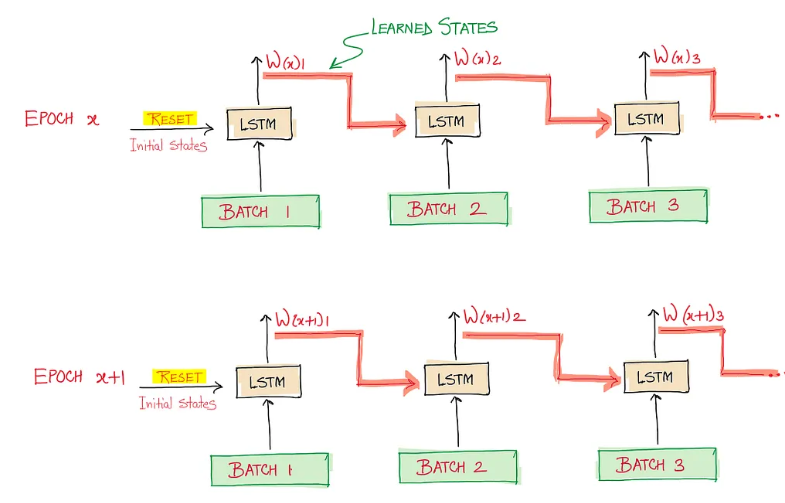 LEARNED STATES
W(x)1
W(x)2
W(x)3
EPOCH x
RESET
Initial States
LSTM
LSTM
LSTM
...
BATCH 1
BATCH 2
BATCH 3
W(x+1)1
W(x+1)2
W(x+1)3
EPOCH x+1
RESET
Initial States
LSTM
LSTM
LSTM
...
BATCH 1
BATCH 2
BATCH 3